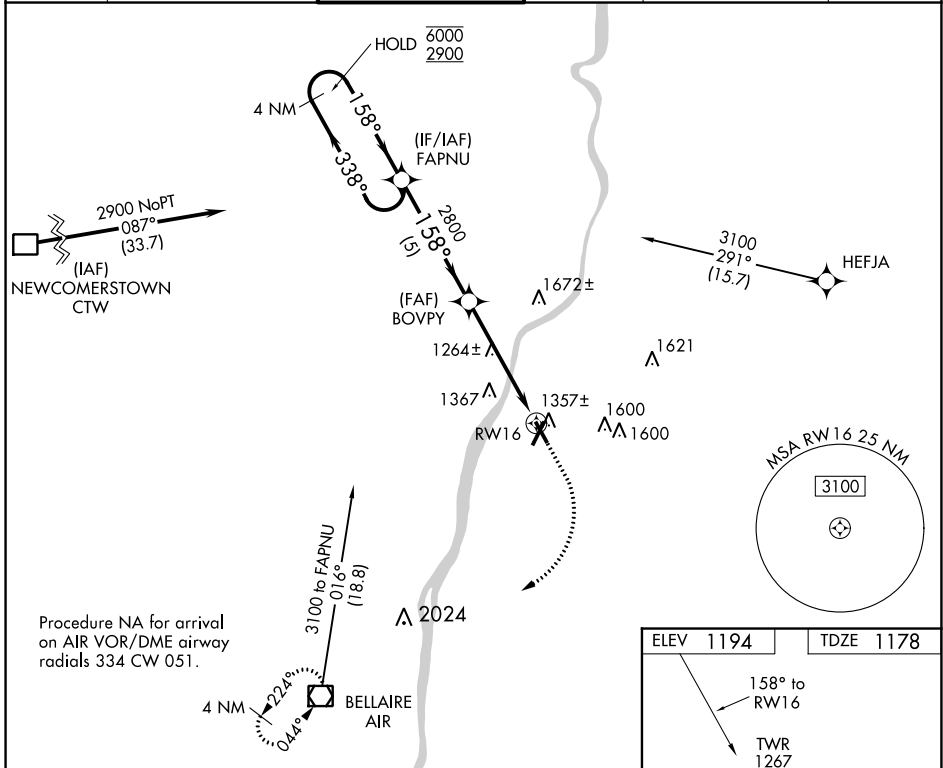 HOLD 6000
2900
4 NM
158°
338°
(IF/IAF)
FAPNU
2900 NoPT
087°
(33.7)
(IAF)
NEWCOMERSTOWN
CTW
2800
158°
(5)
3100
291°
(15.7)
HEFJA
(FAF)
BOVPY
1672±
1264±
1621
1367
1357±
1600
1600
RW16
MSA RW16 25 NM
3100
3100 to FAPNU
016°
(18.8)
2024
Procedure NA for arrival
on AIR VOR/DME airway
radials 334 CW 051.
4 NM
224°
044°
BELLAIRE
AIR
ELEV 1194
TDZE 1178
158° to
RW16
TWR
1267